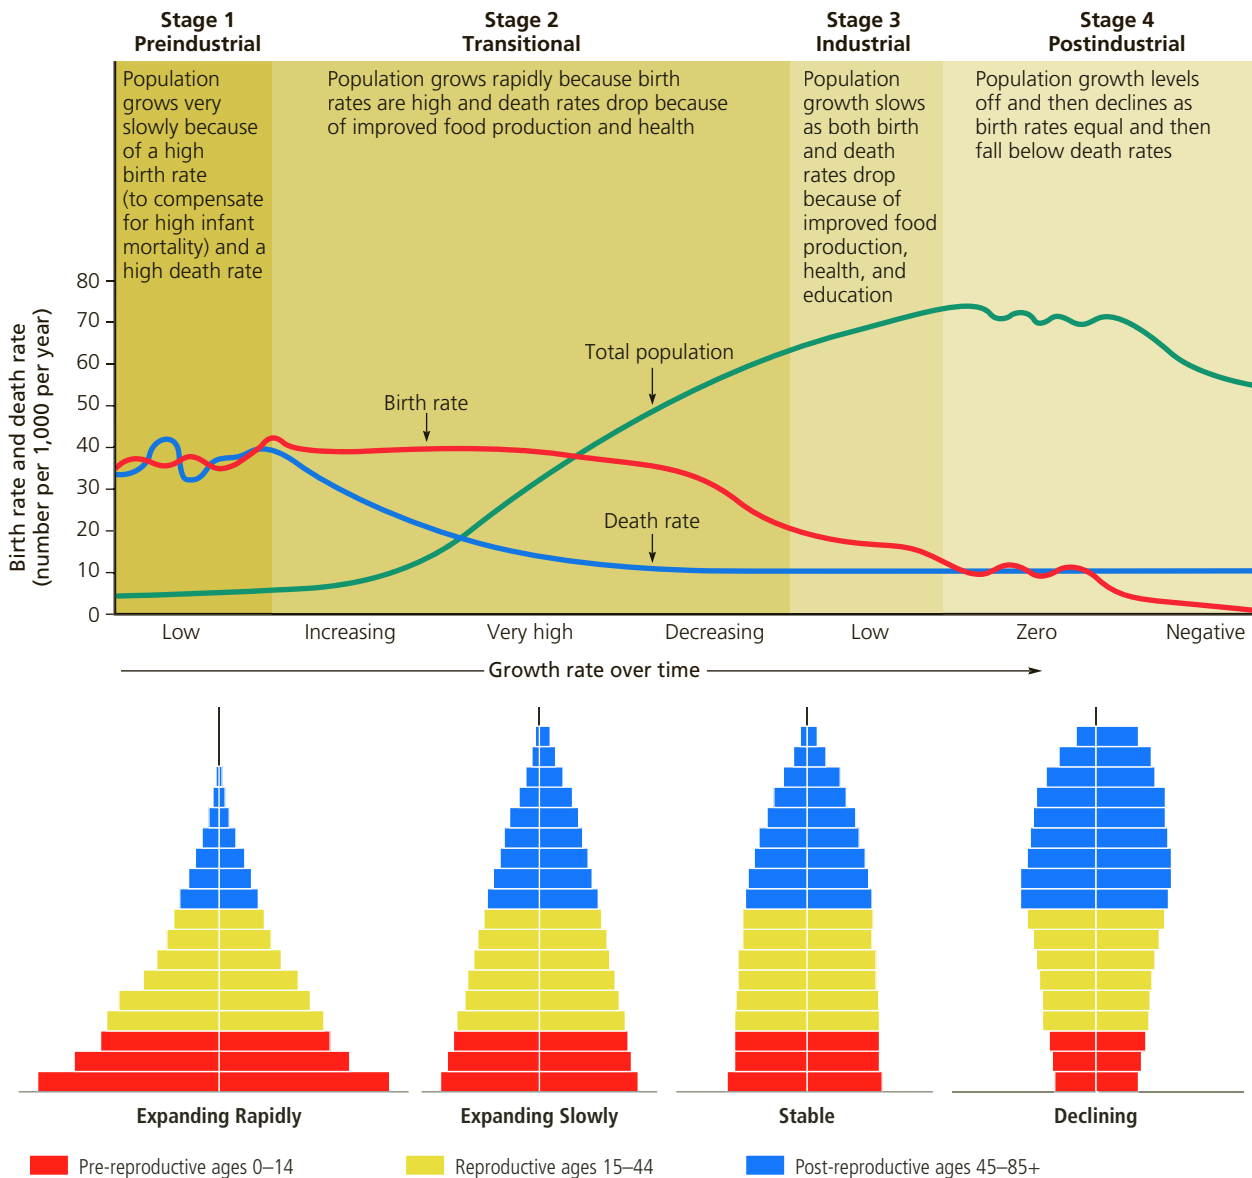 Stage 1
Preindustrial
Stage 2
Transitional
Stage 3
Industrial
Stage 4
Postindustrial
Population
grows very
slowly because
of a high
birth rate
(to compensate
for high infant
mortality) and a
high death rate
Population grows rapidly because birth
rates are high and death rates drop because
of improved food production and health
Population
growth slows
as both birth
and death
rates drop
because of
improved food
production,
health, and
education
Population growth levels
off and then declines as
birth rates equal and then
fall below death rates
Birth rate and death rate
(number per 1,000 per year)
80
70
60
50
40
30
20
10
0
Total population
Birth rate
Death rate
Low
Increasing
Very high
Decreasing
Low
Zero
Negative
Growth rate over time
Expanding Rapidly
Expanding Slowly
Stable
Declining
Pre-reproductive ages 0–14
Reproductive ages 15–44
Post-reproductive ages 45–85+